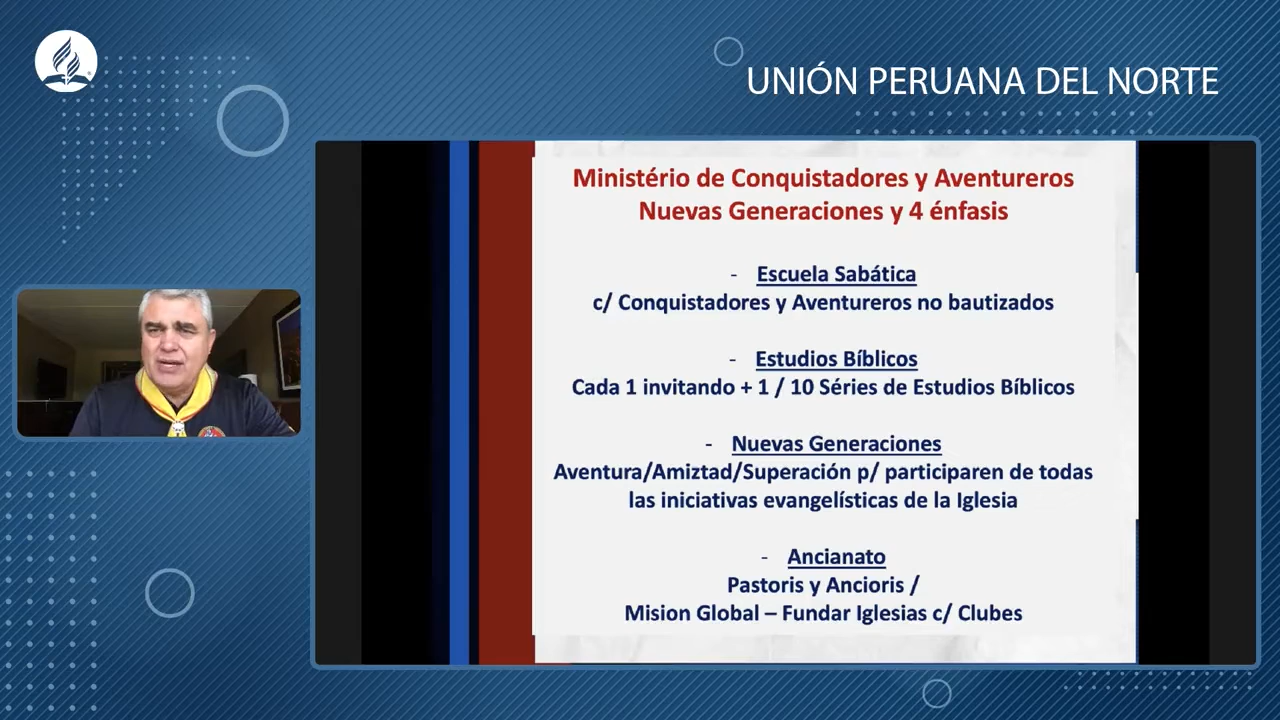 UNIÓN PERUANA DEL NORTE
Ministério de Conquistadores y Aventureros
Nuevas Generaciones y 4 énfasis
- Escuela Sabática
c/ Conquistadores y Aventureros no bautizados
- Estudios Bíblicos
Cada 1 invitando + 1 / 10 Séries de Estudios Bíblicos
- Nuevas Generaciones
Aventura/Amiztad/Superación p/ participaren de todas
las iniciativas evangelísticas de la Iglesia
- Ancianato
Pastoris y Ancioris /
Mision Global – Fundar Iglesias c/ Clubes